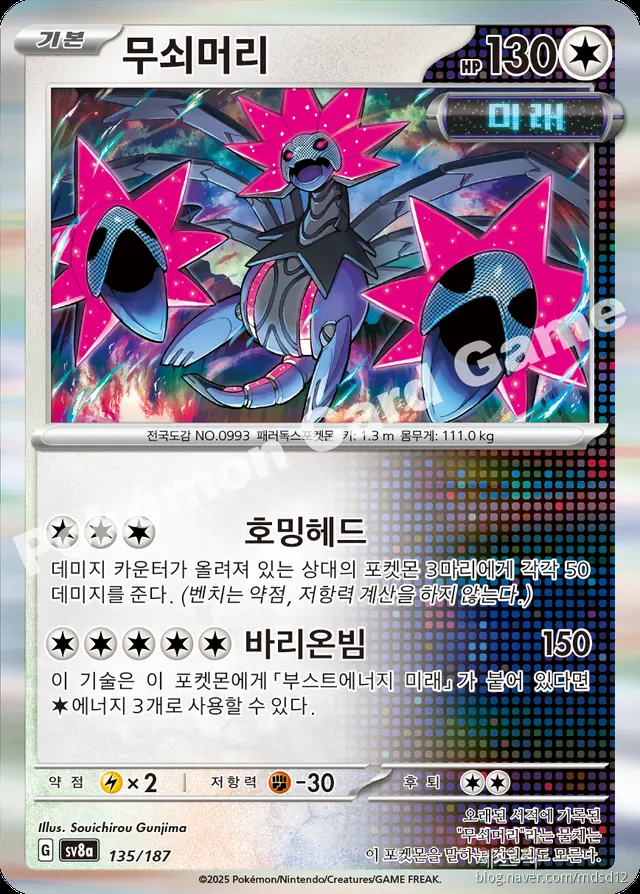 기본
무쇠머리
HP 130
미래
전국도감 NO.0993 패러독스포켓몬 키: 1.3 m 몸무게: 111.0 kg
Pokémon Card Game
호밍헤드
데미지 카운터가 올려져 있는 상대의 포켓몬 3마리에게 각각 50
데미지를 준다. (벤치는 약점, 저항력 계산을 하지 않는다.)
바리온빔 150
이 기술은 이 포켓몬에게 「부스트에너지 미래」가 붙어 있다면
에너지 3개로 사용할 수 있다.
약점 ×2 저항력 -30 후퇴
Illus. Souichirou Gunjima
G sv8a 135/187
오래된 서적에 기록된
"무쇠머리"라는 물체는
이 포켓몬을 말하는 것일지도 모른다.
©2025 Pokémon/Nintendo/Creatures/GAME FREAK.
blog.naver.com/mdsd12